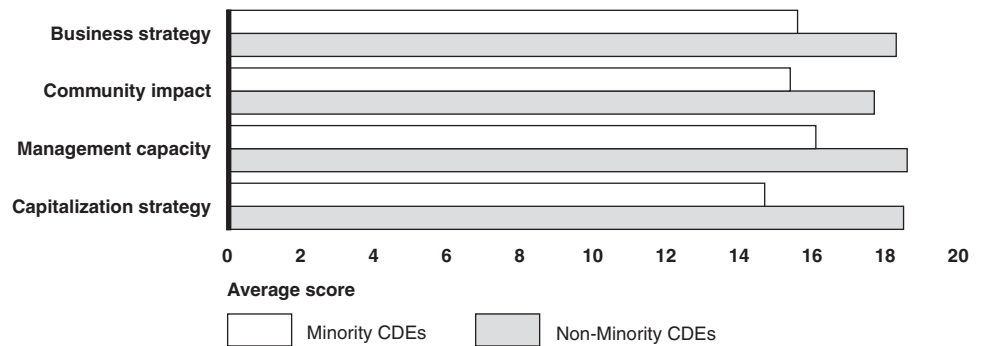 Business strategy
Community impact
Management capacity
Capitalization strategy
0 2 4 6 8 10 12 14 16 18 20
Average score
Minority CDEs Non-Minority CDEs